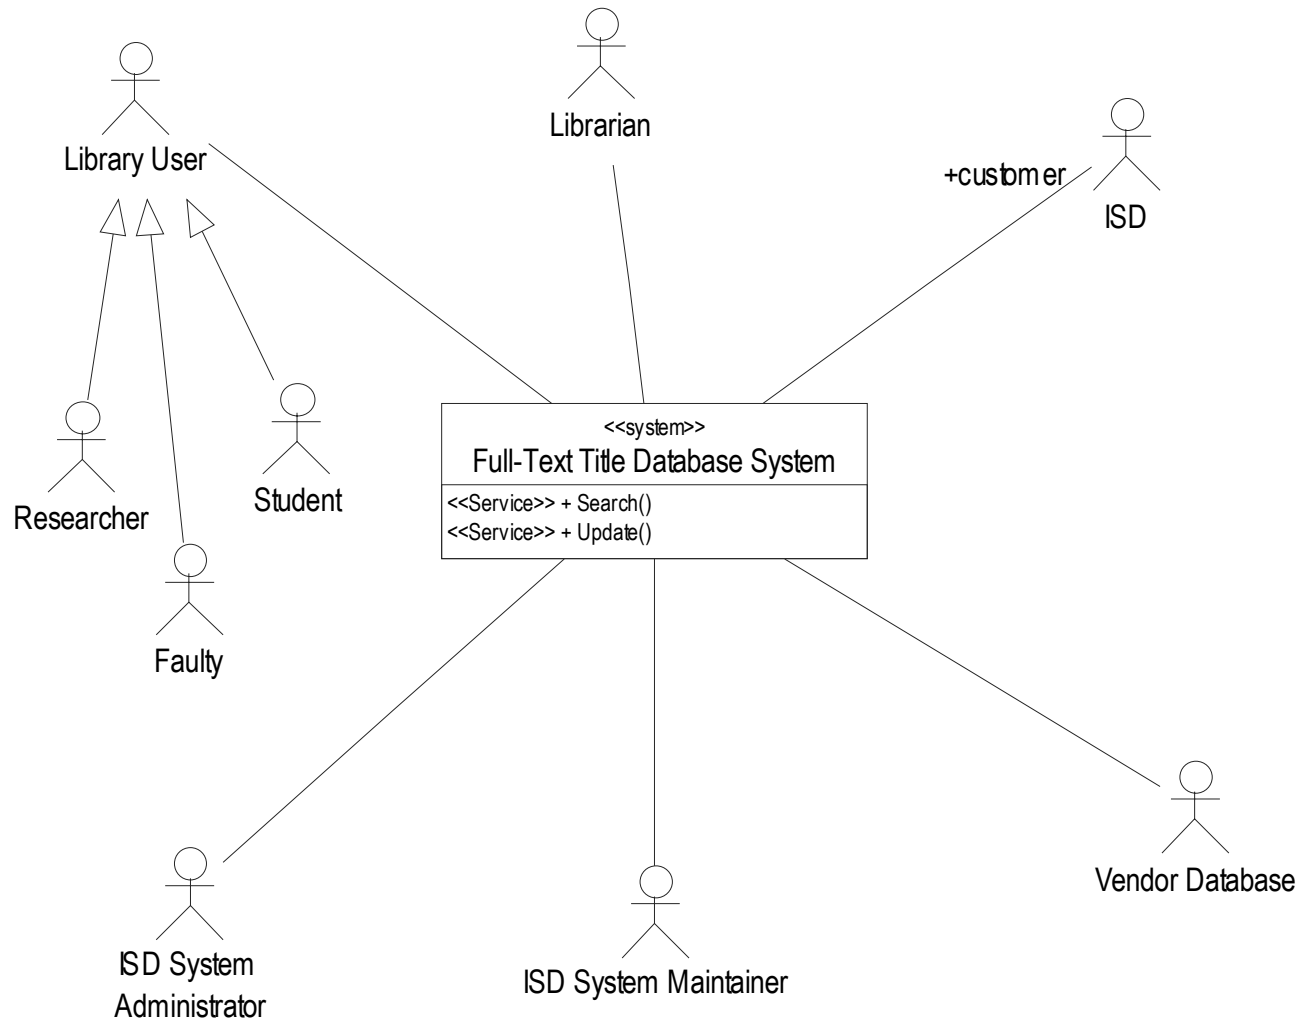 Librarian
Library User
+customer
ISD
<<system>>
Full-Text Title Database System
<<Service>> + Search()
<<Service>> + Update()
Student
Researcher
Faulty
Vendor Database
ISD System
Administrator
ISD System Maintainer